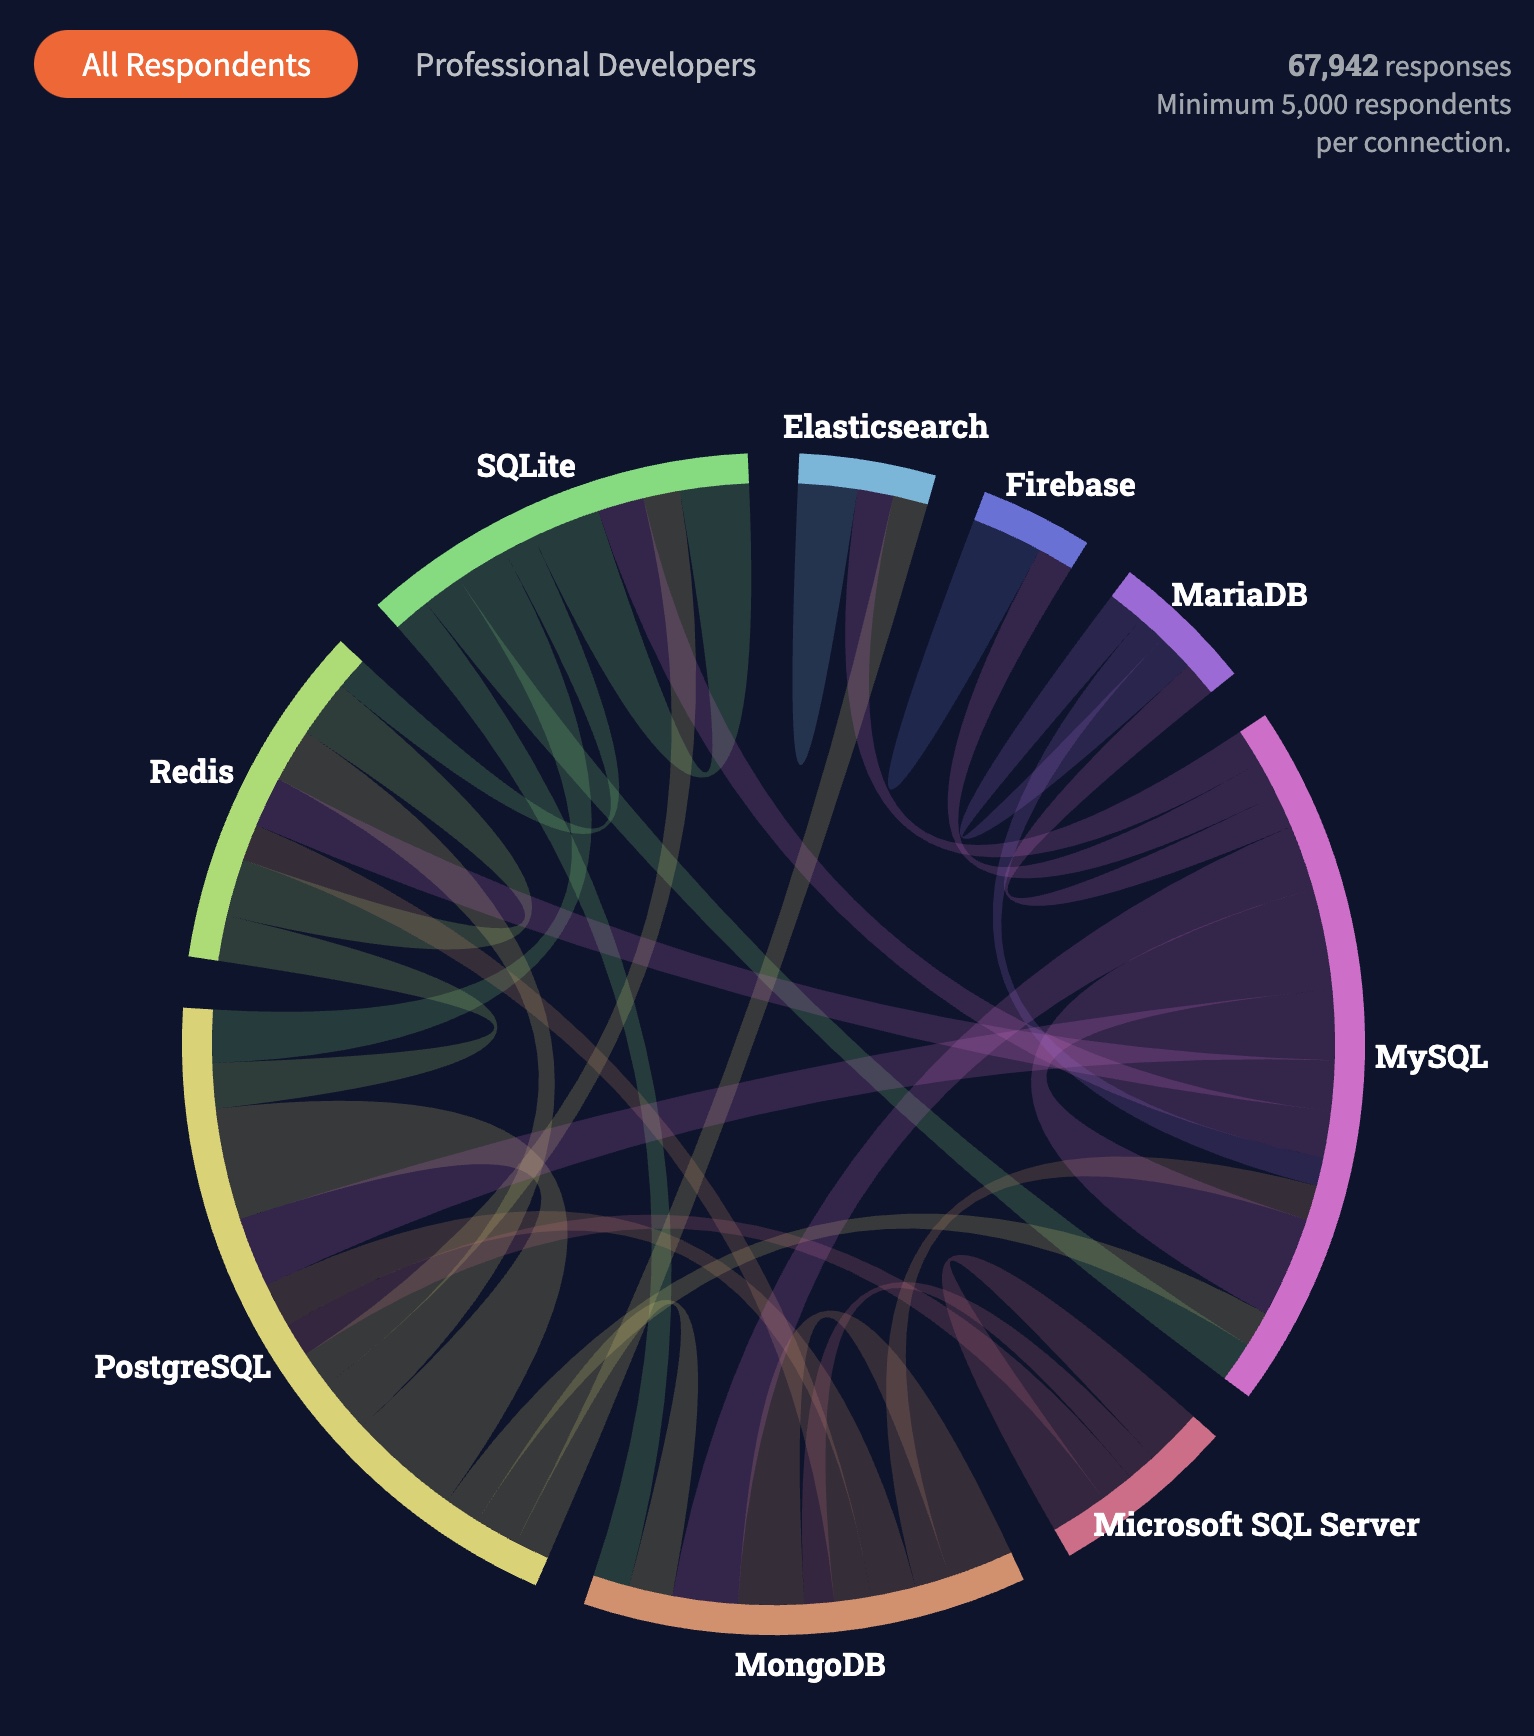 All Respondents
Professional Developers
67,942 responses
Minimum 5,000 respondents
per connection.
Elasticsearch
SQLite
Firebase
MariaDB
Redis
MySQL
PostgreSQL
Microsoft SQL Server
MongoDB